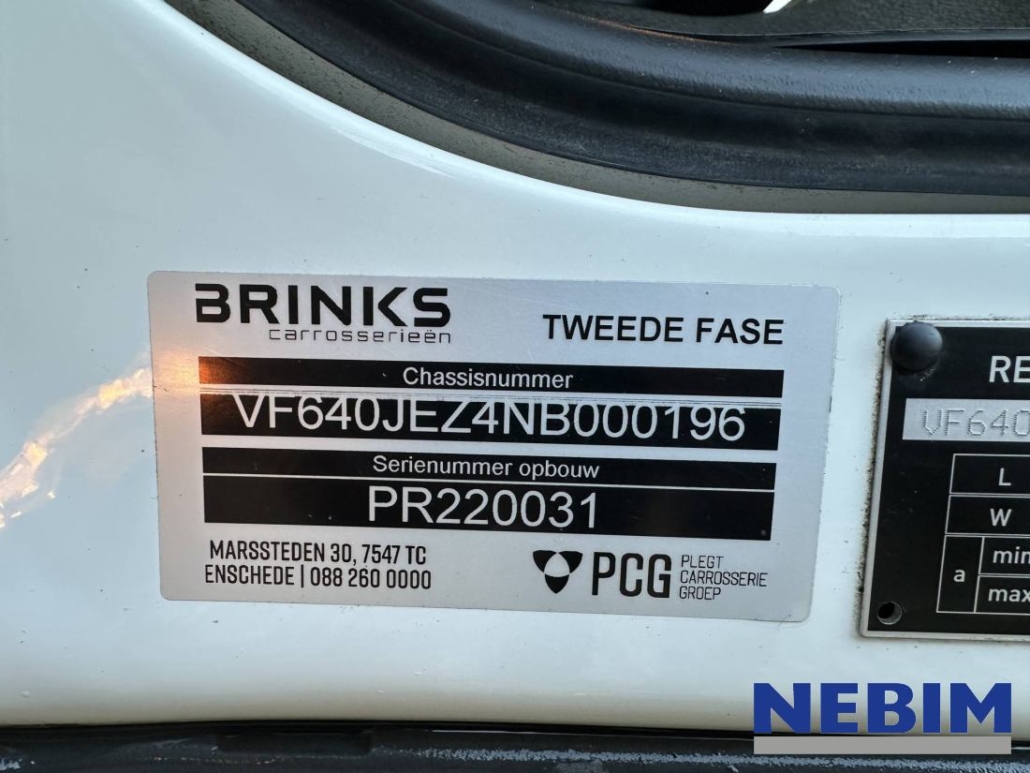 BRINKS
carrosserieën
TWEEDE FASE
Chassisnummer
VF640JEZ4NB000196
Serienummer opbouw
PR220031
MARSSTEDEN 30, 7547 TC
ENSCHEDE | 088 260 0000
PCG
PLEGT
CARROSSERIE
GROEP
RE
VF640
L
W
a
min
max
NEBIM